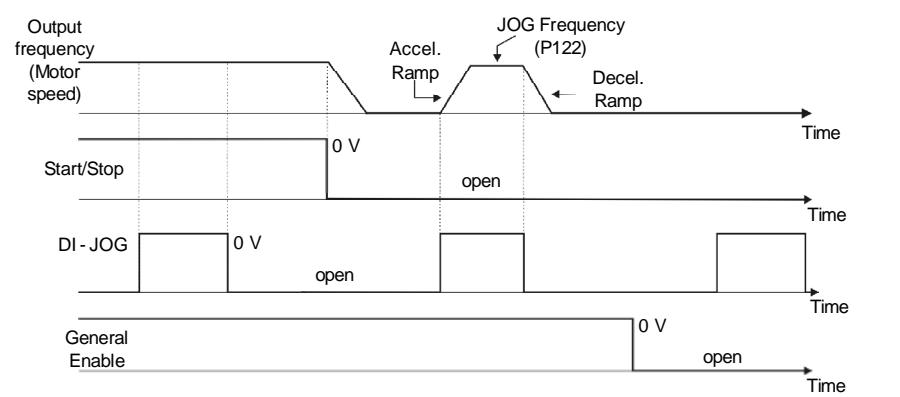 Output
frequency
(Motor
speed)
Accel.
Ramp
JOG Frequency
(P122)
Decel.
Ramp
Time
Start/Stop
0 V
open
Time
DI - JOG
0 V
open
Time
General
Enable
0 V
open
Time